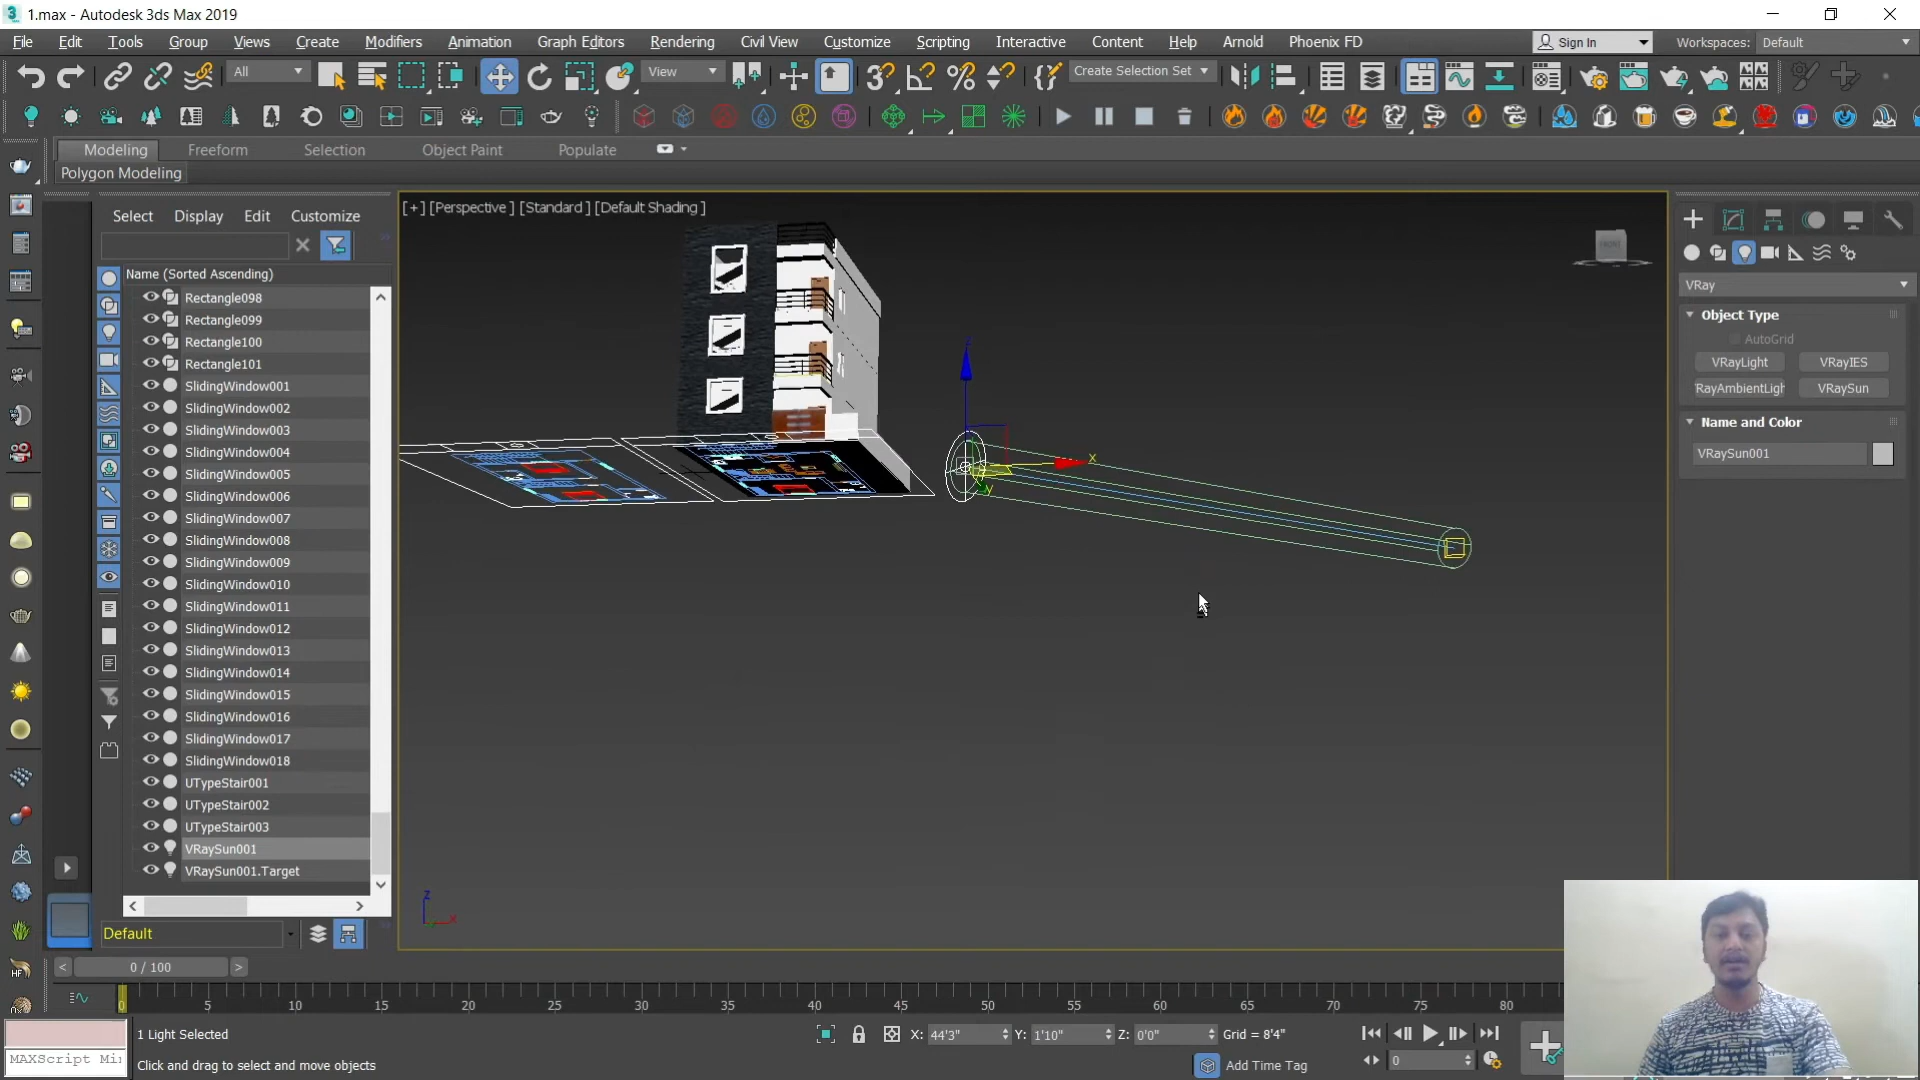 1.max - Autodesk 3ds Max 2019
File Edit Tools Group Views Create Modifiers Animation Graph Editors Rendering Civil View Customize Scripting Interactive Content Help Arnold Phoenix FD Sign In Workspaces: Default
All View Create Selection Set
Modeling Freeform Selection Object Paint Populate
Polygon Modeling
Select Display Edit Customize
[+] [Perspective] [Standard] [Default Shading]
FRONT
Name (Sorted Ascending)
Rectangle098
Rectangle099
Rectangle100
Rectangle101
SlidingWindow001
SlidingWindow002
SlidingWindow003
SlidingWindow004
SlidingWindow005
SlidingWindow006
SlidingWindow007
SlidingWindow008
SlidingWindow009
SlidingWindow010
SlidingWindow011
SlidingWindow012
SlidingWindow013
SlidingWindow014
SlidingWindow015
SlidingWindow016
SlidingWindow017
SlidingWindow018
UTypeStair001
UTypeStair002
UTypeStair003
VRaySun001
VRaySun001.Target
Default
z
x
y
z
x
VRay
Object Type
AutoGrid
VRayLight VRayIES
RayAmbientLigh VRaySun
Name and Color
VRaySun001
HF
< 0 / 100 >
0 5 10 15 20 25 30 35 40 45 50 55 60 65 70 75 80
1 Light Selected X: 44'3" Y: 1'10" Z: 0'0" Grid = 8'4"
MAXScript Mi Click and drag to select and move objects Add Time Tag 0